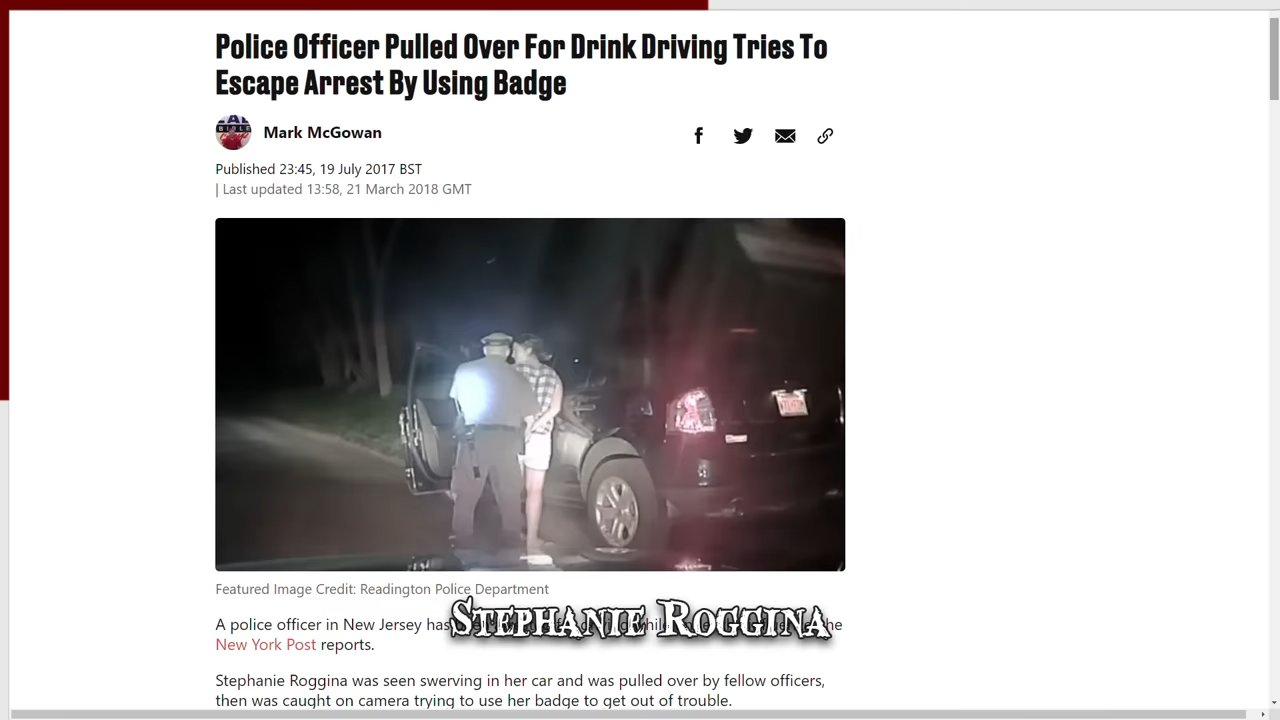 Police Officer Pulled Over For Drink Driving Tries To
Escape Arrest By Using Badge
BIBLE
Mark McGowan
Published 23:45, 19 July 2017 BST
| Last updated 13:58, 21 March 2018 GMT
Featured Image Credit: Readington Police Department
Stephanie Roggina
A police officer in New Jersey has the
New York Post reports.
Stephanie Roggina was seen swerving in her car and was pulled over by fellow officers,
then was caught on camera trying to use her badge to get out of trouble.